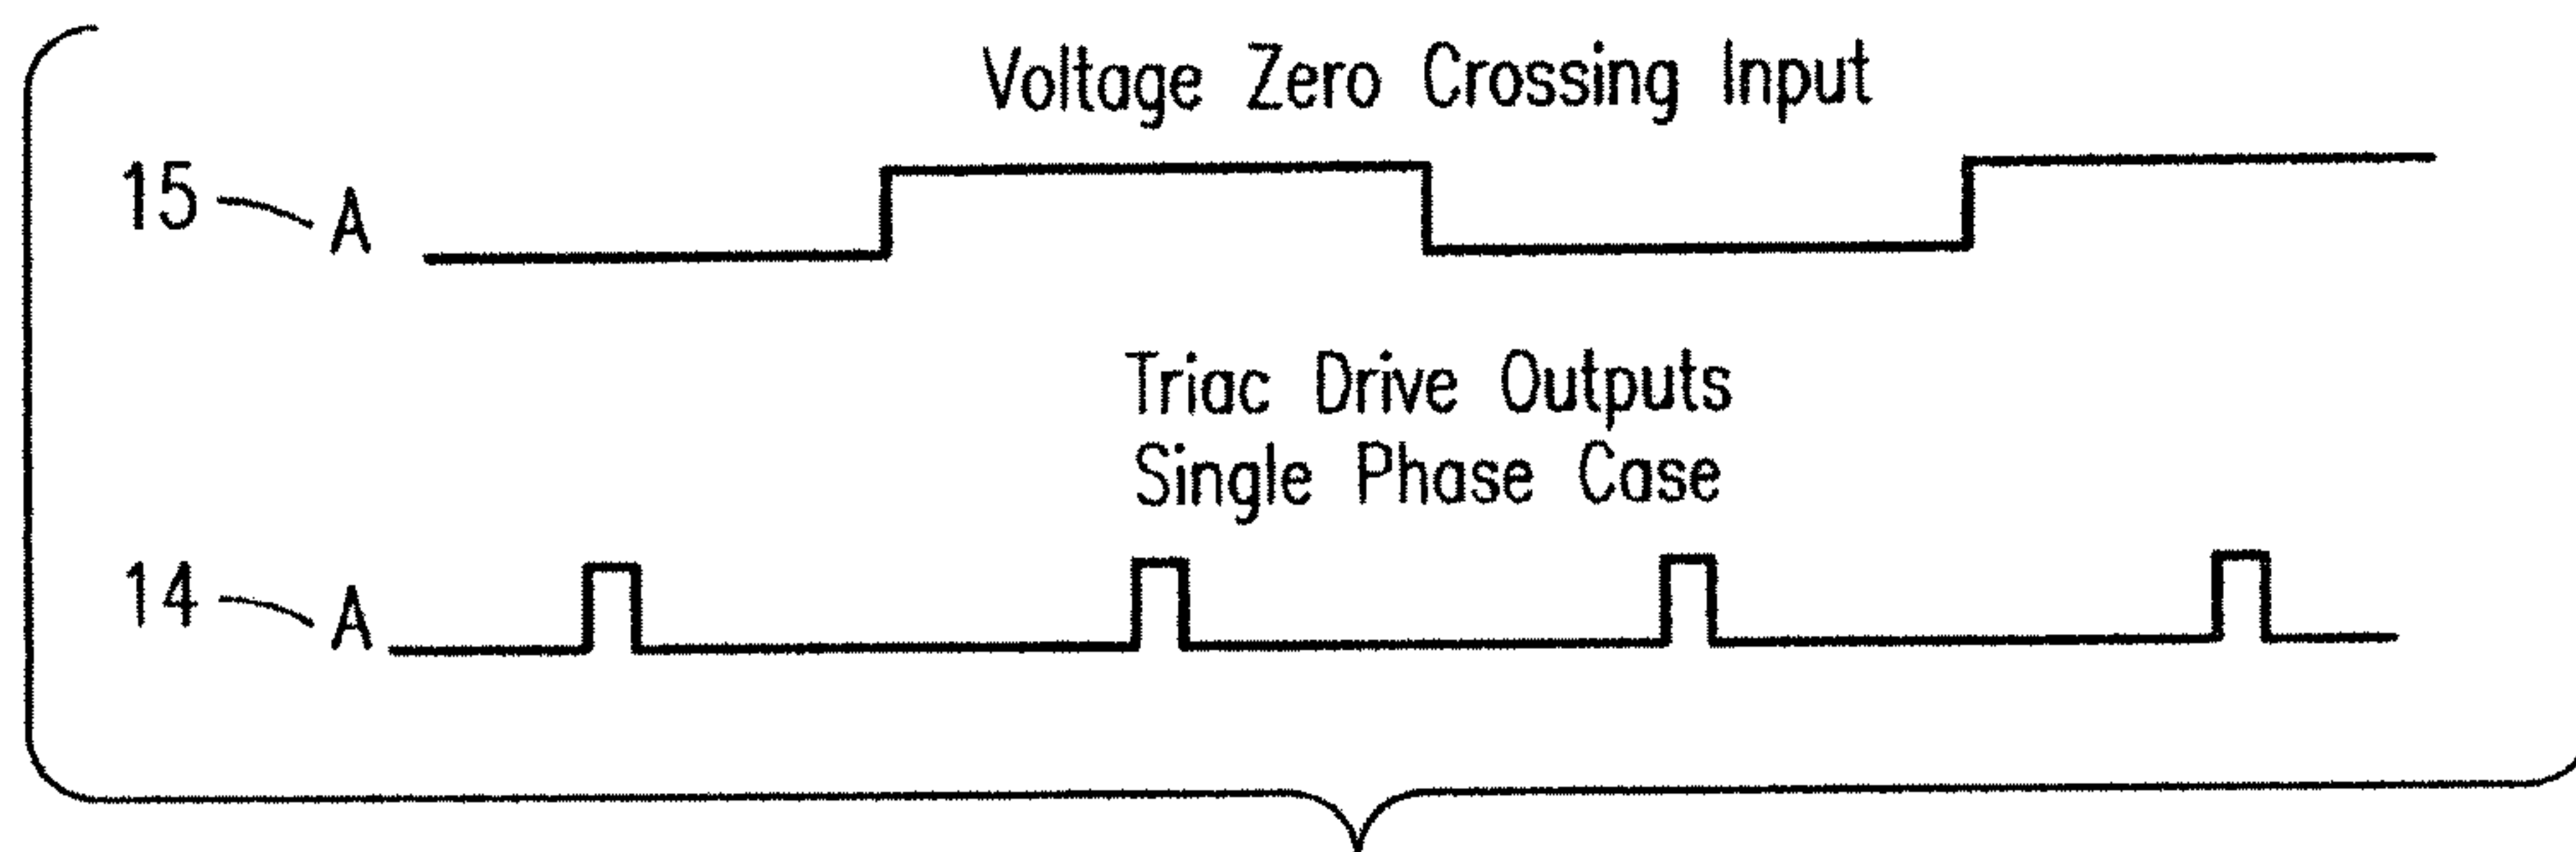 Voltage Zero Crossing Input
15 A
Triac Drive Outputs
Single Phase Case
14 A